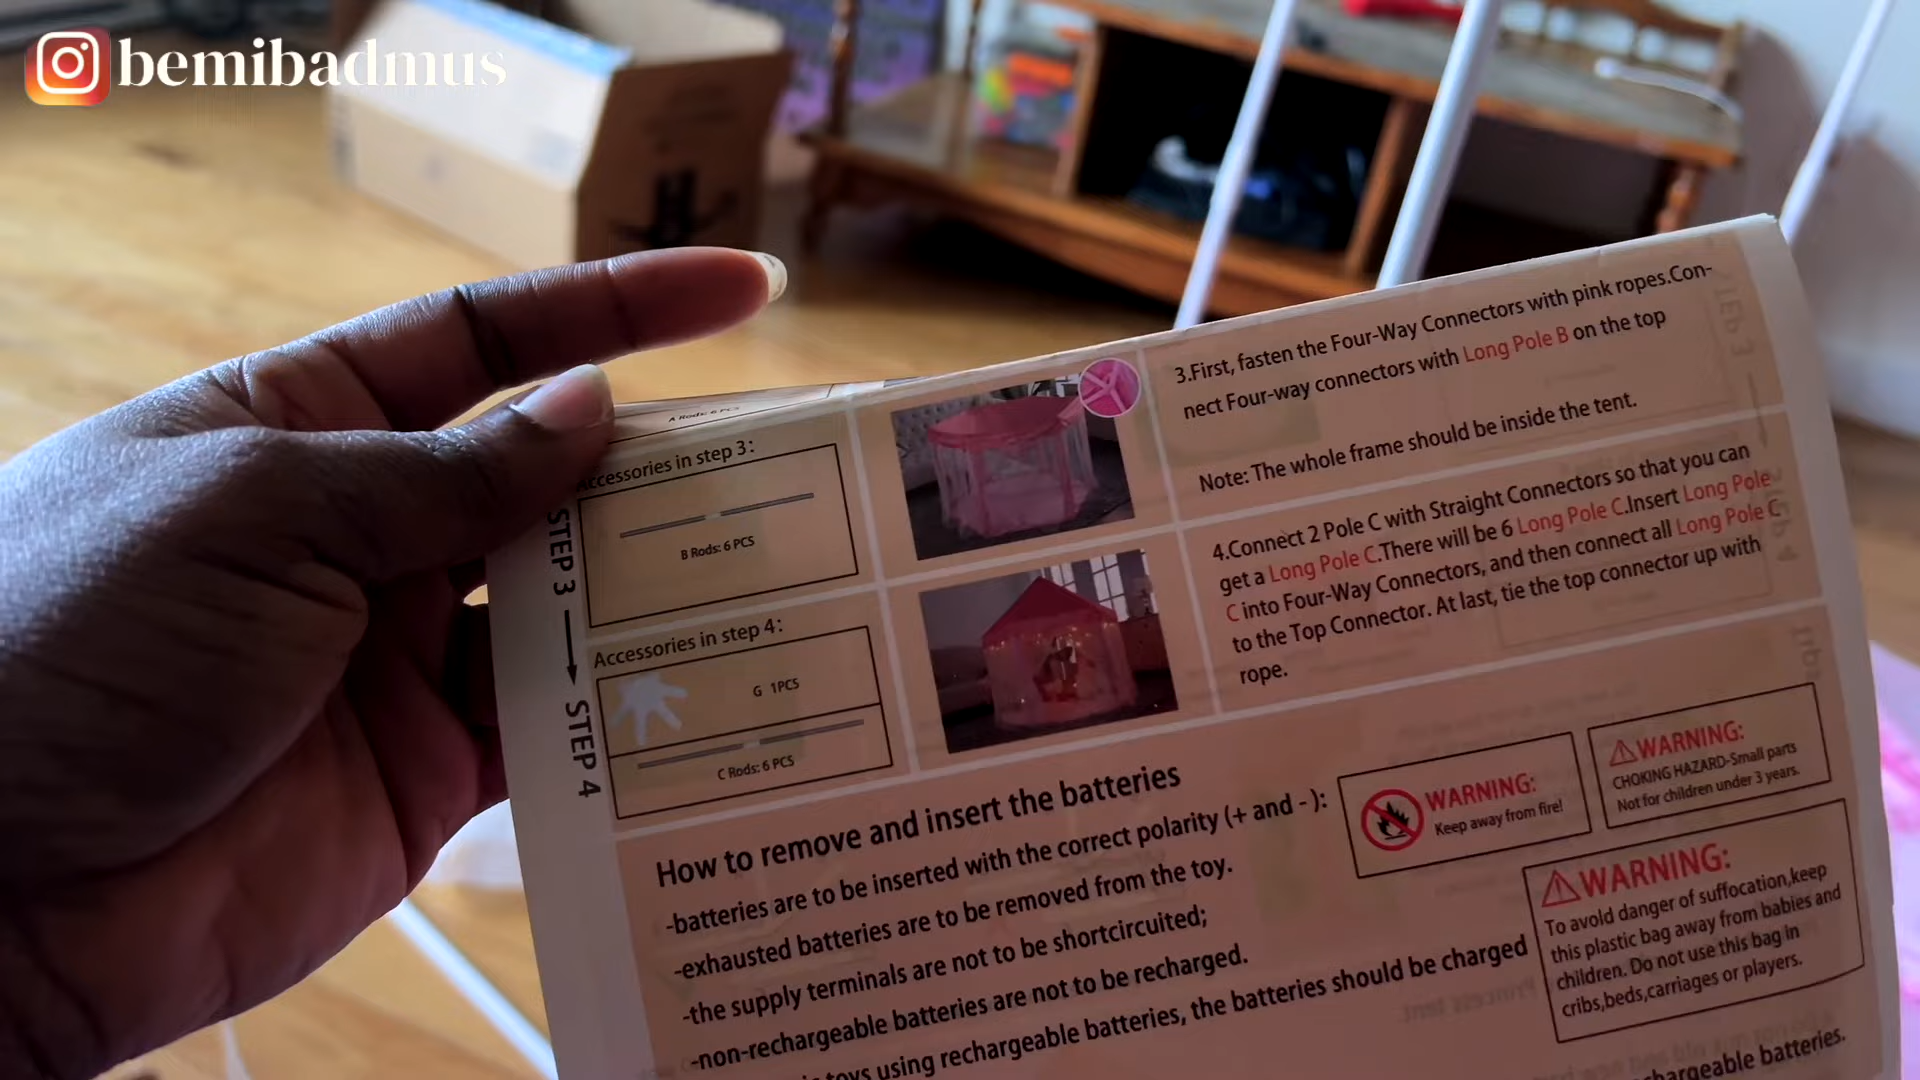 bemibadmus
A Rods: 6 PCS
Accessories in step 3:
B Rods: 6 PCS
STEP 3
3.First, fasten the Four-Way Connectors with pink ropes.Con-
nect Four-way connectors with Long Pole B on the top
Note: The whole frame should be inside the tent.
Accessories in step 4:
G 1PCS
C Rods: 6 PCS
STEP 4
4.Connect 2 Pole C with Straight Connectors so that you can
get a Long Pole C.There will be 6 Long Pole C.Insert Long Pole
C into Four-Way Connectors, and then connect all Long Pole C
to the Top Connector. At last, tie the top connector up with
rope.
How to remove and insert the batteries
-batteries are to be inserted with the correct polarity (+ and - ):
-exhausted batteries are to be removed from the toy.
-the supply terminals are not to be shortcircuited;
-non-rechargeable batteries are not to be recharged.
toys using rechargeable batteries, the batteries should be charged
batteries.
WARNING:
Keep away from fire!
WARNING:
CHOKING HAZARD-Small parts
Not for children under 3 years.
WARNING:
To avoid danger of suffocation,keep
this plastic bag away from babies and
children. Do not use this bag in
cribs,beds,carriages or players.